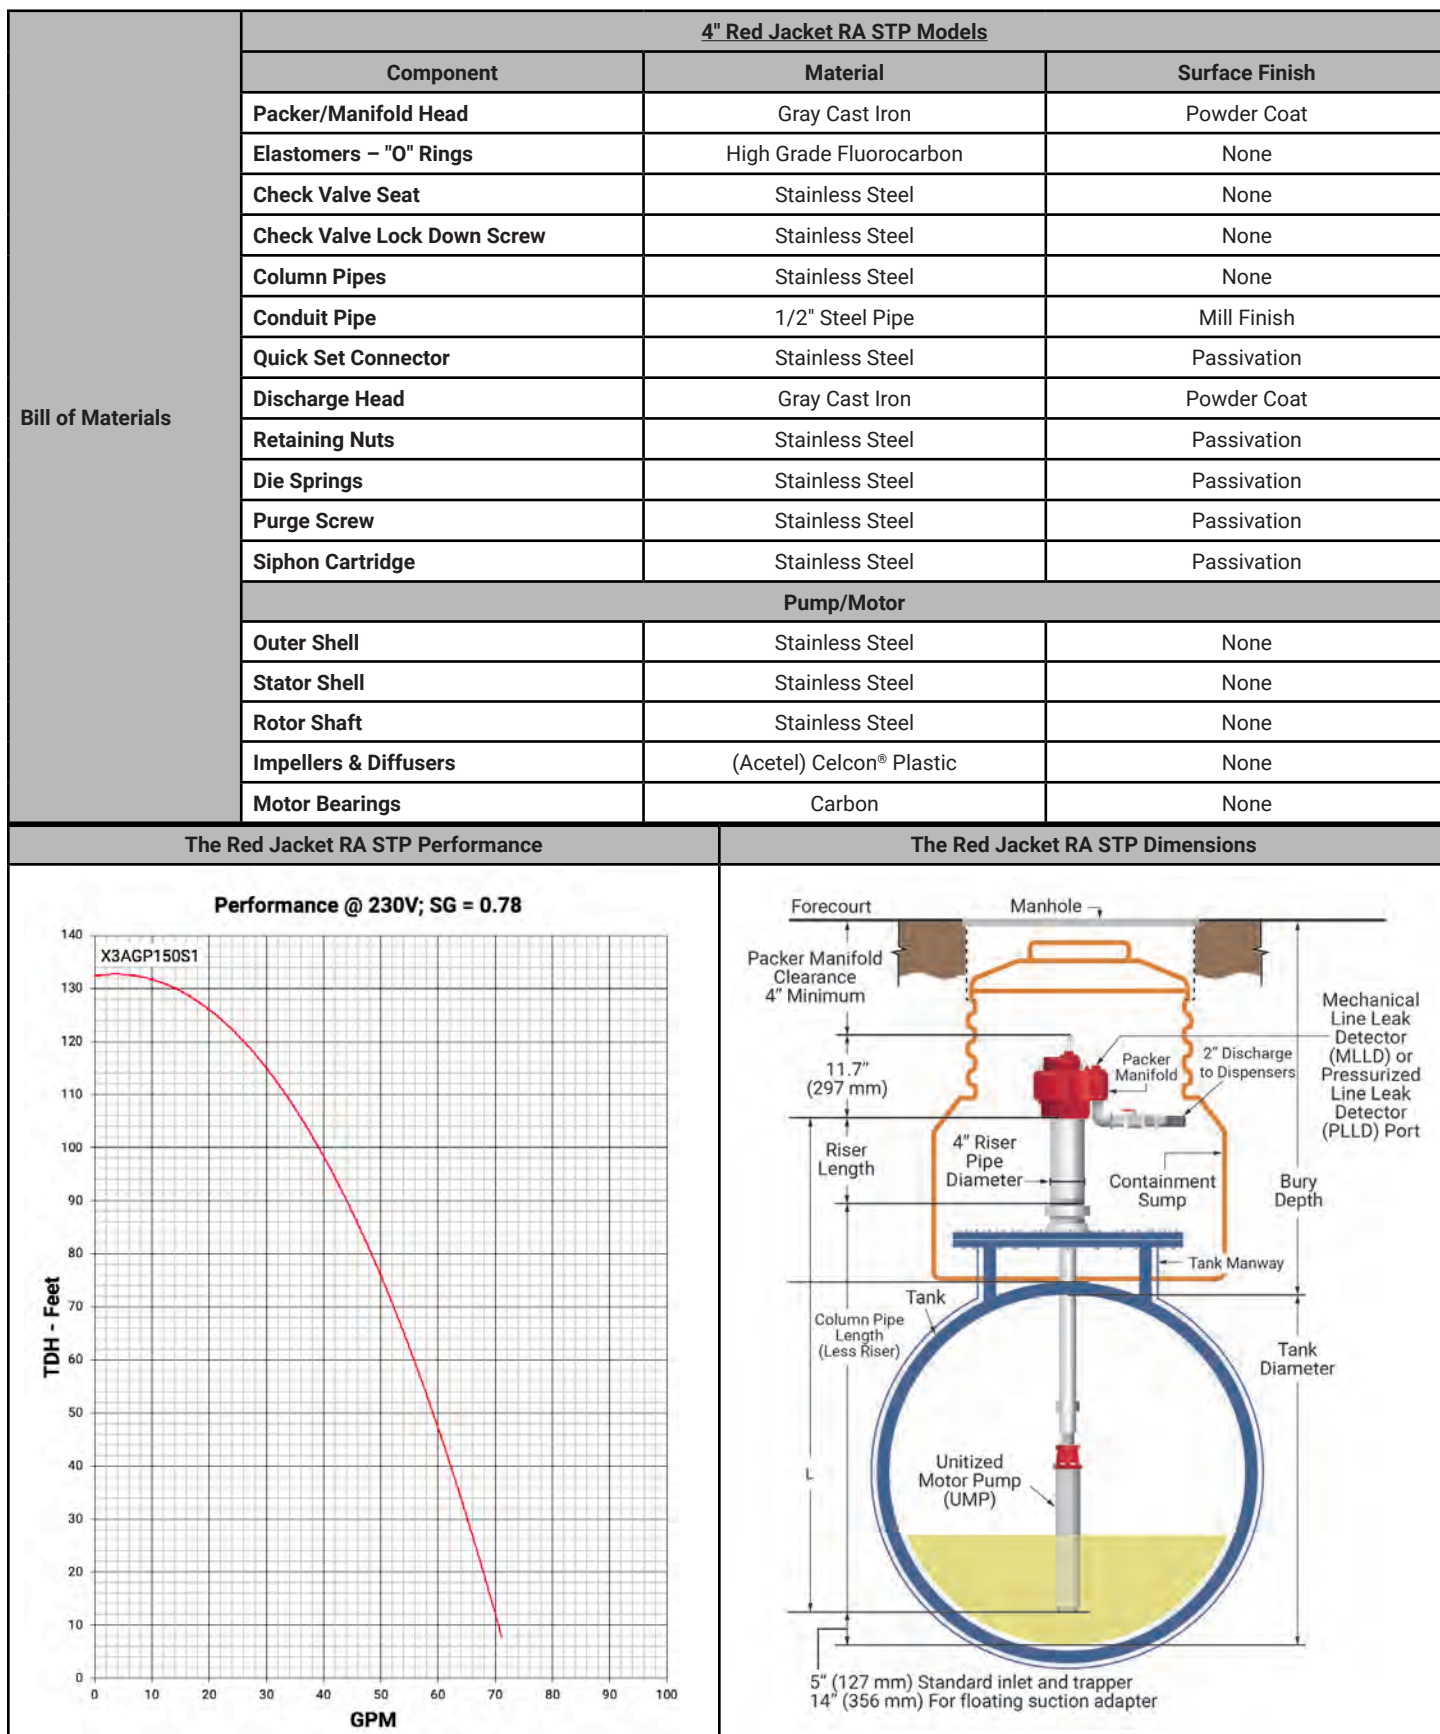 4" Red Jacket RA STP Models
Component Material Surface Finish
Bill of Materials
Packer/Manifold Head Gray Cast Iron Powder Coat
Elastomers – "O" Rings High Grade Fluorocarbon None
Check Valve Seat Stainless Steel None
Check Valve Lock Down Screw Stainless Steel None
Column Pipes Stainless Steel None
Conduit Pipe 1/2" Steel Pipe Mill Finish
Quick Set Connector Stainless Steel Passivation
Discharge Head Gray Cast Iron Powder Coat
Retaining Nuts Stainless Steel Passivation
Die Springs Stainless Steel Passivation
Purge Screw Stainless Steel Passivation
Siphon Cartridge Stainless Steel Passivation
Pump/Motor
Outer Shell Stainless Steel None
Stator Shell Stainless Steel None
Rotor Shaft Stainless Steel None
Impellers & Diffusers (Acetel) Celcon® Plastic None
Motor Bearings Carbon None
The Red Jacket RA STP Performance
Performance @ 230V; SG = 0.78
X3AGP150S1
TDH - Feet
140
130
120
110
100
90
80
70
60
50
40
30
20
10
0
0 10 20 30 40 50 60 70 80 90 100
GPM
The Red Jacket RA STP Dimensions
Forecourt
Manhole
Packer Manifold
Clearance
4" Minimum
11.7"
(297 mm)
Packer
Manifold
2" Discharge
to Dispensers
Mechanical
Line Leak
Detector
(MLLD) or
Pressurized
Line Leak
Detector
(PLLD) Port
Riser
Length
4" Riser
Pipe
Diameter
Containment
Sump
Bury
Depth
Tank Manway
Tank
Column Pipe
Length
(Less Riser)
Tank
Diameter
L
Unitized
Motor Pump
(UMP)
5" (127 mm) Standard inlet and trapper
14" (356 mm) For floating suction adapter